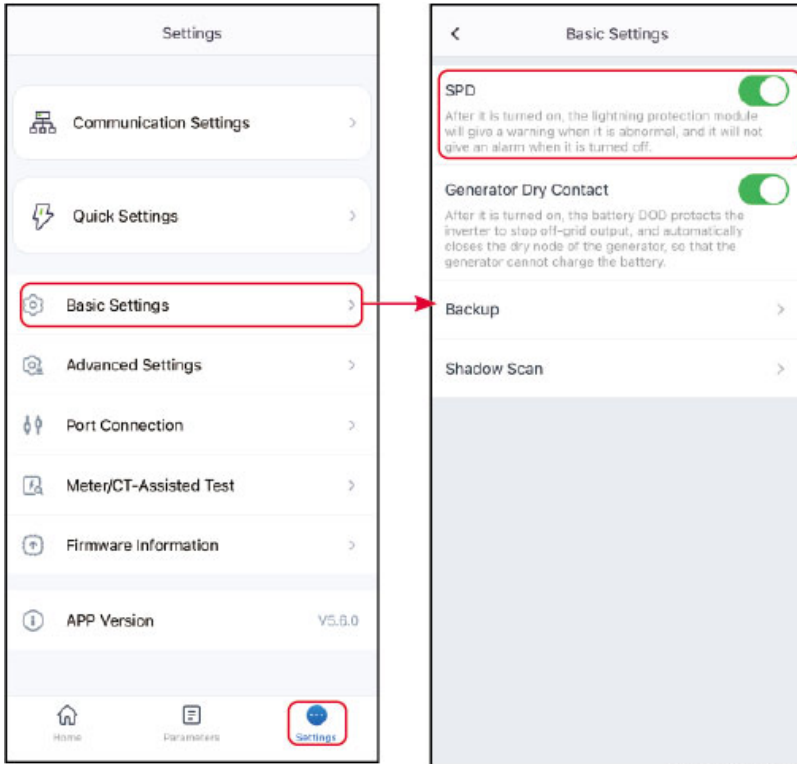 Settings
Communication Settings
Quick Settings
Basic Settings
Advanced Settings
Port Connection
Meter/CT-Assisted Test
Firmware Information
APP Version
V5.6.0
Home
Parameters
Settings
Basic Settings
SPD
After it is turned on, the lightning protection module
will give a warning when it is abnormal, and it will not
give an alarm when it is turned off.
Generator Dry Contact
After it is turned on, the battery DOD protects the
inverter to stop off-grid output, and automatically
closes the dry node of the generator, so that the
generator cannot charge the battery.
Backup
Shadow Scan